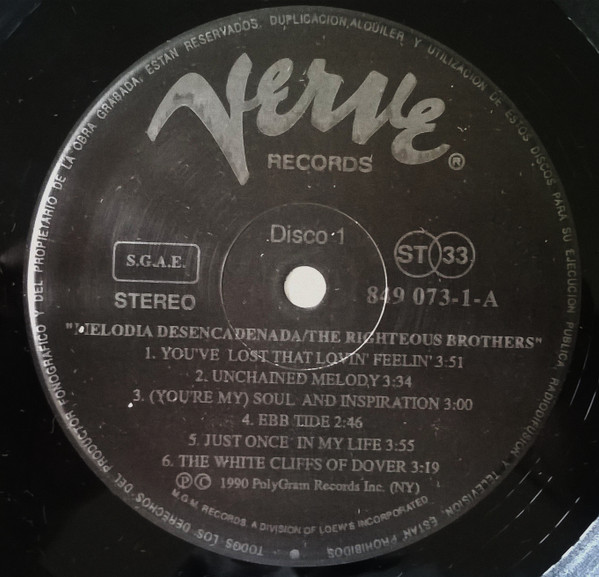 TODOS LOS DERECHOS DEL PRODUCTOR FONOGRAFICO Y DEL PROPIETARIO DE LA OBRA GRABADA, ESTAN RESERVADOS. DUPLICACION, ALQUILER Y UTILIZACION DE ESTOS DISCOS PARA SU EJECUCION PUBLICA, RADIODIFUSION Y TELEVISION, ESTAN PROHIBIDOS
Verve
RECORDS ®
Disco 1
S.G.A.E.
ST 33
STEREO
849 073-1-A
"MELODIA DESENCADENADA/THE RIGHTEOUS BROTHERS"
1. YOU'VE LOST THAT LOVIN' FEELIN' 3:51
2. UNCHAINED MELODY 3:34
3. (YOU'RE MY) SOUL AND INSPIRATION 3:00
4. EBB TIDE 2:46
5. JUST ONCE IN MY LIFE 3:55
6. THE WHITE CLIFFS OF DOVER 3:19
Ⓟ © 1990 PolyGram Records Inc. (NY)
M.G.M. RECORDS, A DIVISION OF LOEW'S INCORPORATED